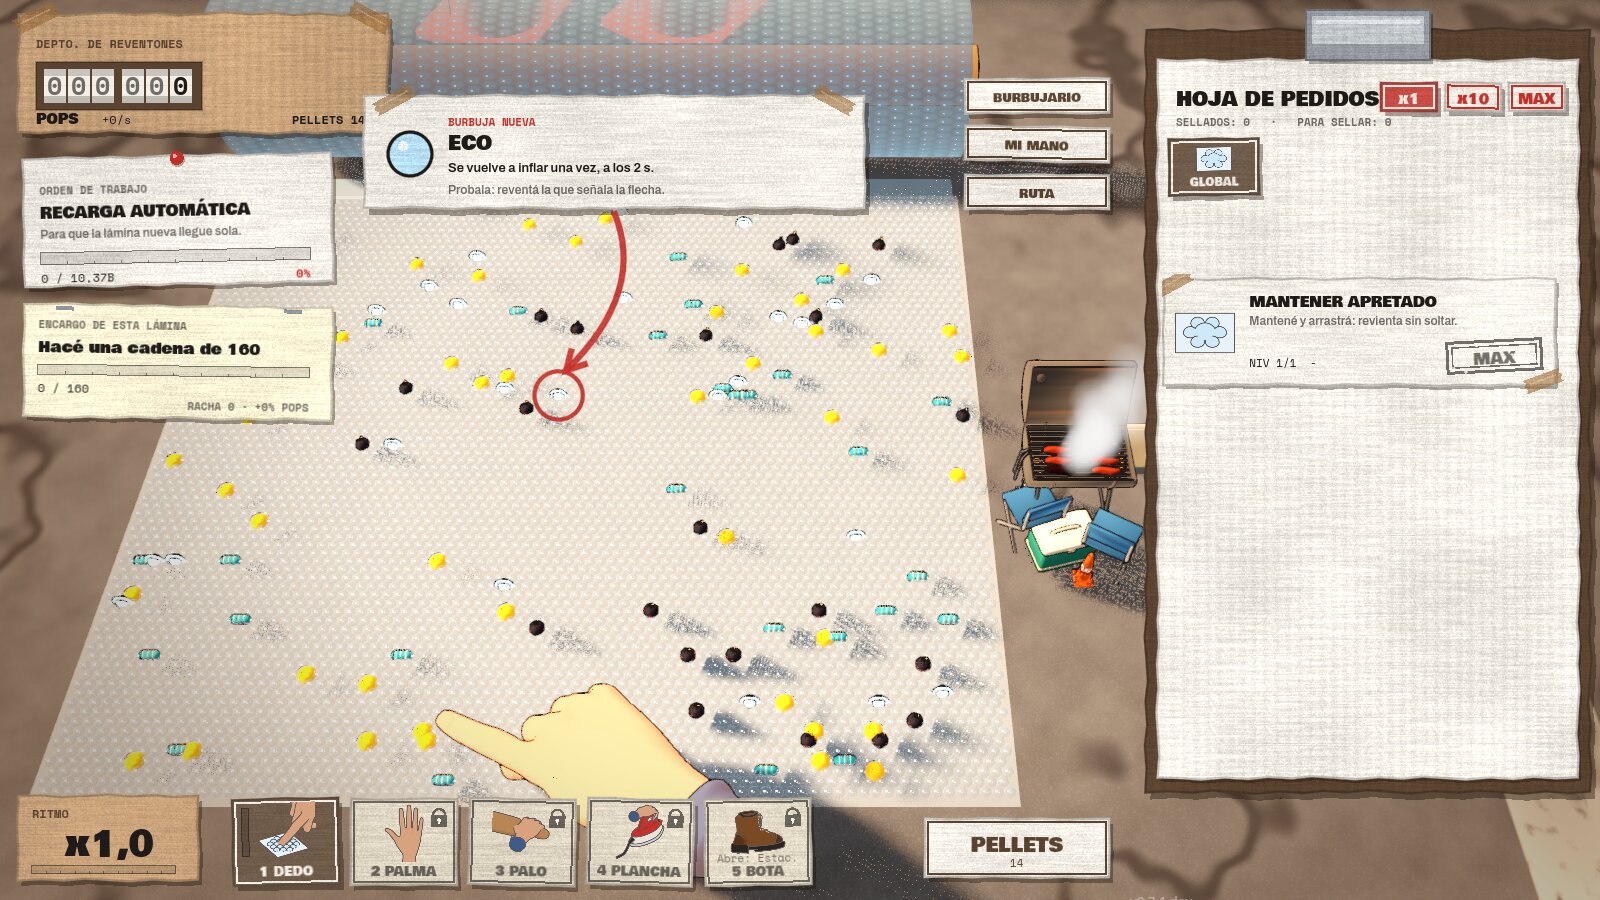 DEPTO. DE REVENTONES
000000
POPS +0/s PELLETS 14
ORDEN DE TRABAJO
RECARGA AUTOMÁTICA
Para que la lámina nueva llegue sola.
0 / 10.37B 0%
ENCARGO DE ESTA LÁMINA
Hacé una cadena de 160
0 / 160
RACHA 0 · +0% POPS
BURBUJA NUEVA
ECO
Se vuelve a inflar una vez, a los 2 s.
Probala: reventá la que señala la flecha.
BURBUJARIO
MI MANO
RUTA
HOJA DE PEDIDOS x1 x10 MAX
SELLADOS: 0 · PARA SELLAR: 0
GLOBAL
MANTENER APRETADO
Mantené y arrastrá: revienta sin soltar.
NIV 1/1 -
MAX
RITMO
x1,0
1 DEDO
2 PALMA
3 PALO
4 PLANCHA
Abre: Estac.
5 BOTA
PELLETS
14